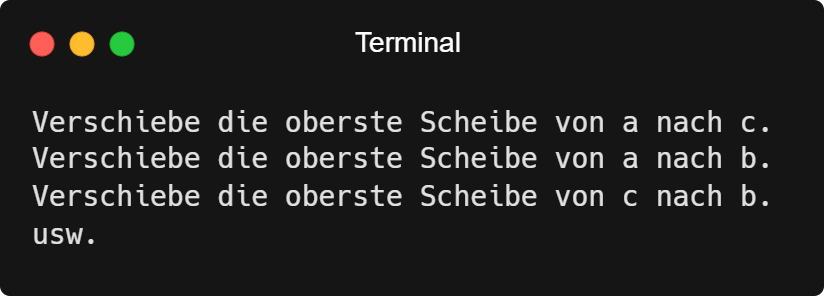 Terminal
Verschiebe die oberste Scheibe von a nach c.
Verschiebe die oberste Scheibe von a nach b.
Verschiebe die oberste Scheibe von c nach b.
usw.